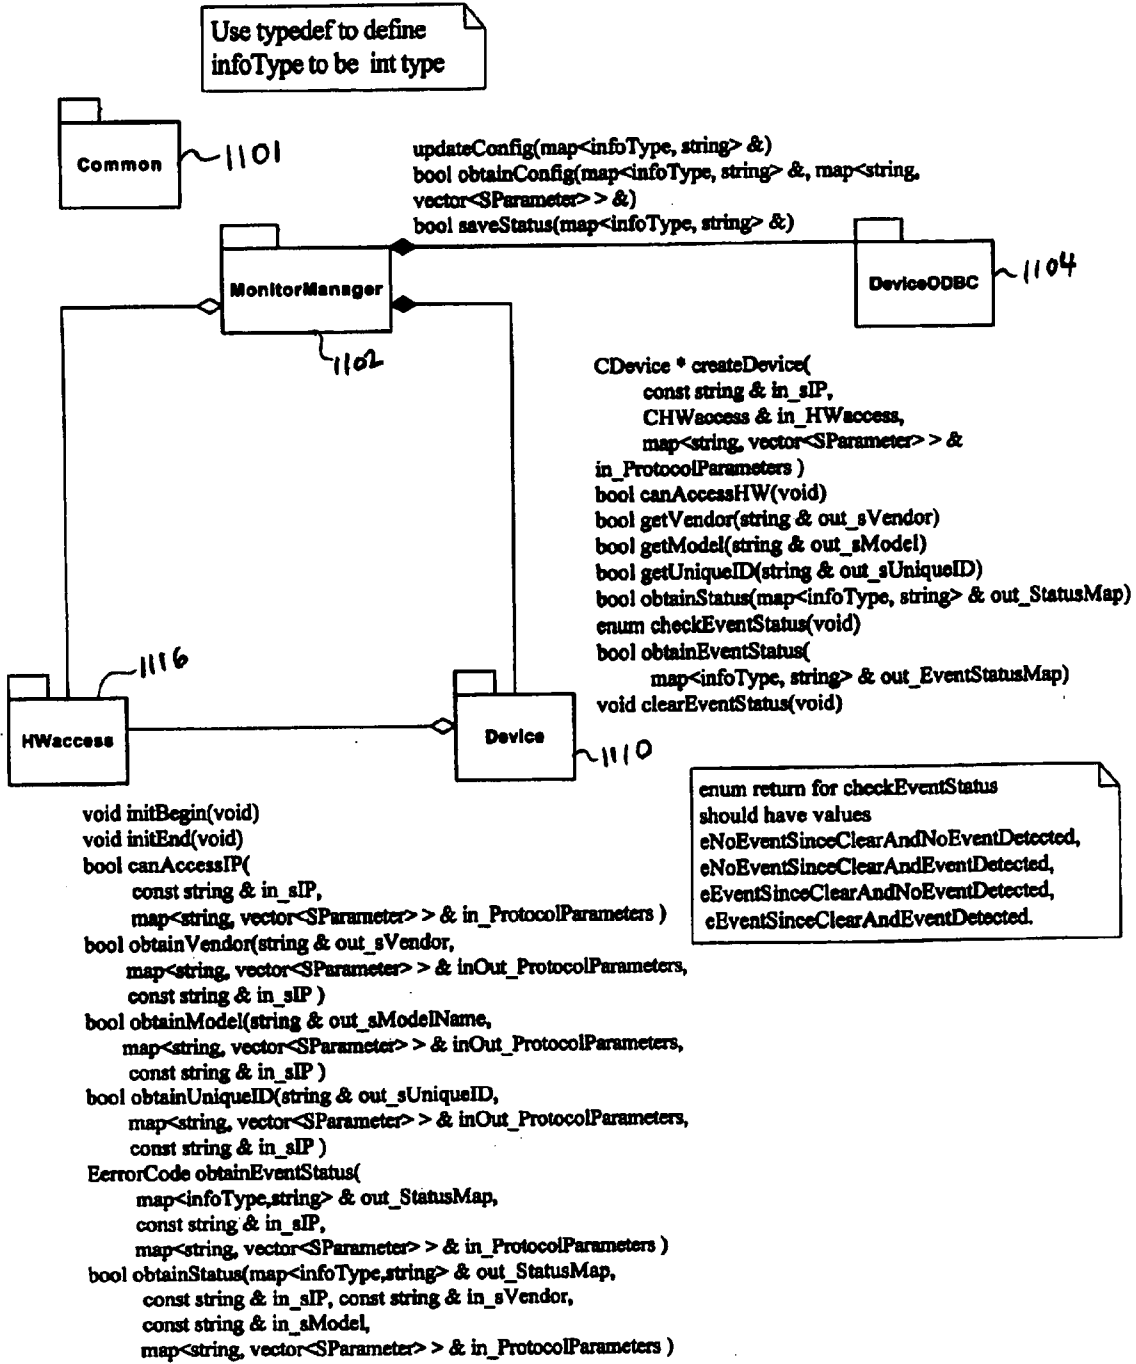 Use typedef to define
infoType to be int type
Common
1101
updateConfig(map<infoType, string> &)
bool obtainConfig(map<infoType, string> &, map<string,
vector<SParameter> > &)
bool saveStatus(map<infoType, string> &)
MonitorManager
1102
DeviceODBC
1104
CDevice * createDevice(
const string & in_sIP,
CHWaccess & in_HWaccess,
map<string, vector<SParameter> > &
in_ProtocolParameters )
bool canAccessHW(void)
bool getVendor(string & out_sVendor)
bool getModel(string & out_sModel)
bool getUniqueID(string & out_sUniqueID)
bool obtainStatus(map<infoType, string> & out_StatusMap)
enum checkEventStatus(void)
bool obtainEventStatus(
map<infoType, string> & out_EventStatusMap)
void clearEventStatus(void)
1116
HWaccess
Device
1110
enum return for checkEventStatus
should have values
eNoEventSinceClearAndNoEventDetected,
eNoEventSinceClearAndEventDetected,
eEventSinceClearAndNoEventDetected,
eEventSinceClearAndEventDetected.
void initBegin(void)
void initEnd(void)
bool canAccessIP(
const string & in_sIP,
map<string, vector<SParameter> > & in_ProtocolParameters )
bool obtainVendor(string & out_sVendor,
map<string, vector<SParameter> > & inOut_ProtocolParameters,
const string & in_sIP )
bool obtainModel(string & out_sModelName,
map<string, vector<SParameter> > & inOut_ProtocolParameters,
const string & in_sIP )
bool obtainUniqueID(string & out_sUniqueID,
map<string, vector<SParameter> > & inOut_ProtocolParameters,
const string & in_sIP )
EerrorCode obtainEventStatus(
map<infoType,string> & out_StatusMap,
const string & in_sIP,
map<string, vector<SParameter> > & in_ProtocolParameters )
bool obtainStatus(map<infoType,string> & out_StatusMap,
const string & in_sIP, const string & in_sVendor,
const string & in_sModel,
map<string, vector<SParameter> > & in_ProtocolParameters )